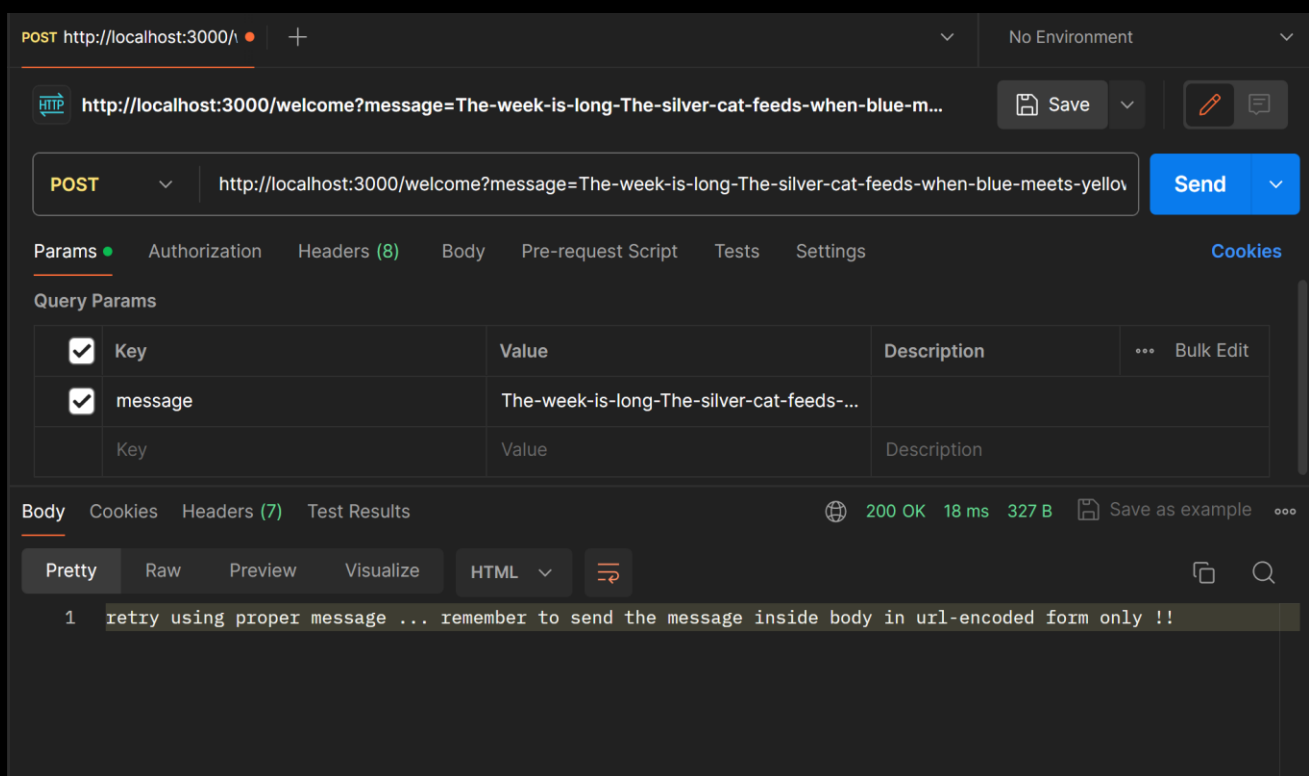 POST http://localhost:3000/
No Environment
HTTP http://localhost:3000/welcome?message=The-week-is-long-The-silver-cat-feeds-when-blue-m... Save
POST http://localhost:3000/welcome?message=The-week-is-long-The-silver-cat-feeds-when-blue-meets-yellow Send
Params Authorization Headers (8) Body Pre-request Script Tests Settings Cookies
Query Params
Key Value Description ooo Bulk Edit
message The-week-is-long-The-silver-cat-feeds-...
Key Value Description
Body Cookies Headers (7) Test Results 200 OK 18 ms 327 B Save as example ooo
Pretty Raw Preview Visualize HTML
1 retry using proper message ... remember to send the message inside body in url-encoded form only !!